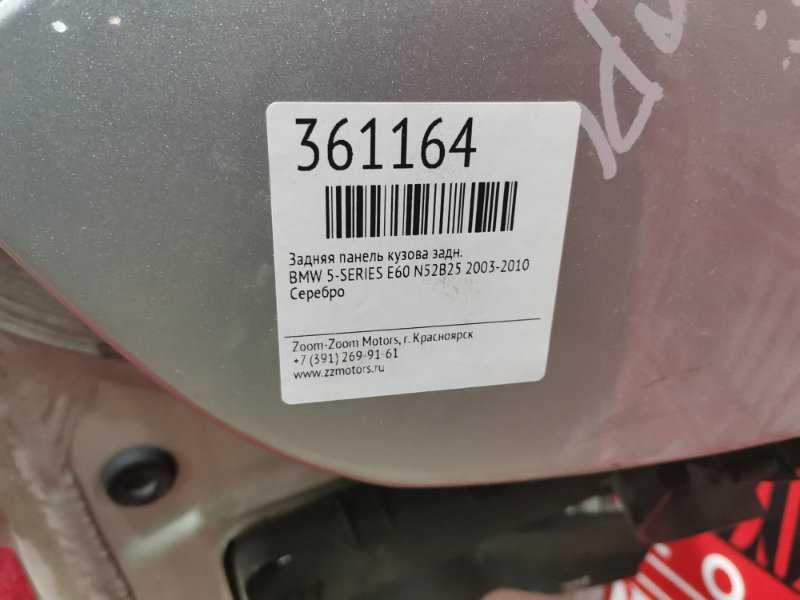 361164
Задняя панель кузова задн.
BMW 5-SERIES E60 N52B25 2003-2010
Серебро
Zoom-Zoom Motors, г. Красноярск
+7 (391) 269-91-61
www.zzmotors.ru